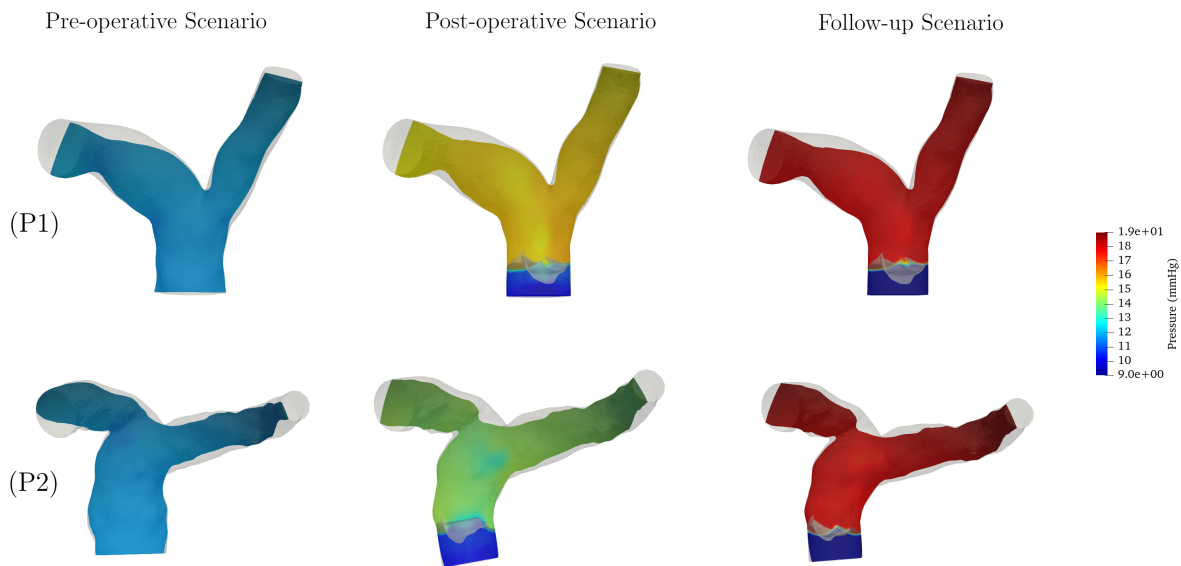 Pre-operative Scenario
Post-operative Scenario
Follow-up Scenario
(P1)
1.9e+01
18
17
16
15
14
13
12
11
10
9.0e+00
Pressure (mmHg)
(P2)